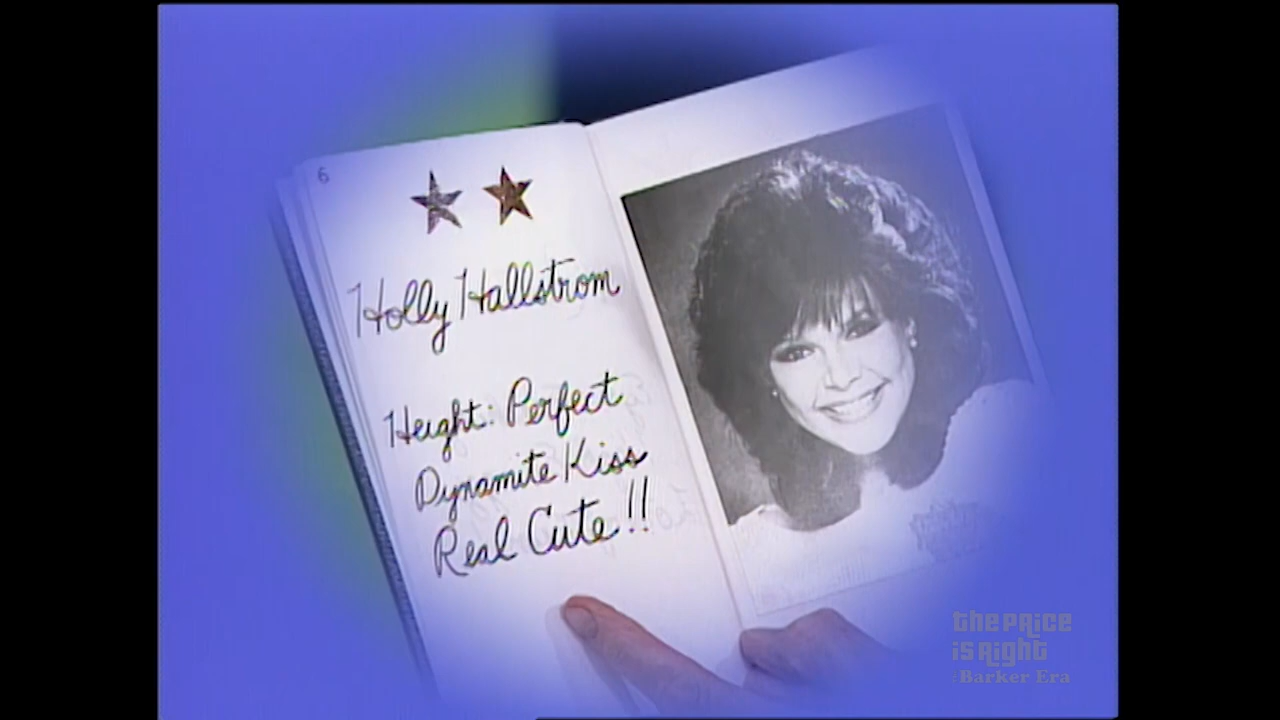 6
Holly Hallstrom
Height: Perfect
Dynamite Kiss
Real Cute!!
the PRice
is Right
:Barker Era